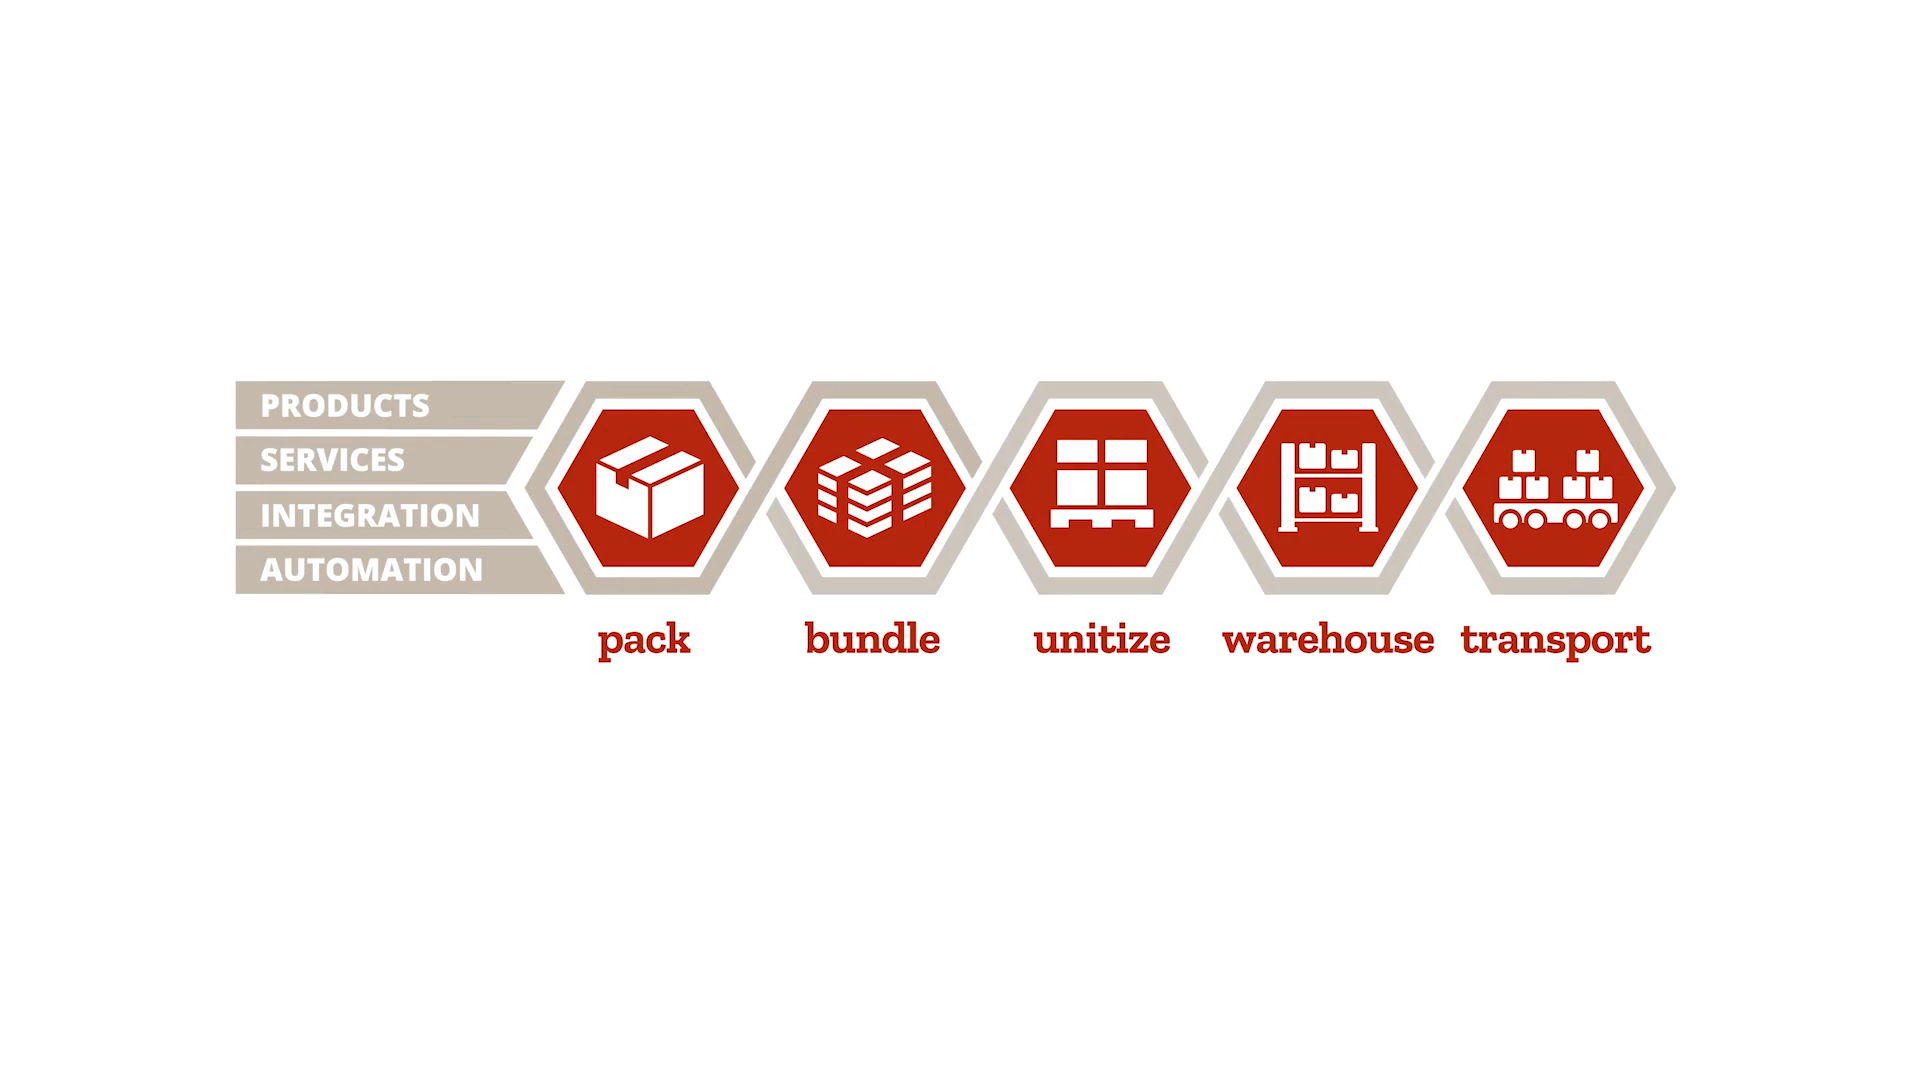 PRODUCTS
SERVICES
INTEGRATION
AUTOMATION
pack
bundle
unitize
warehouse
transport